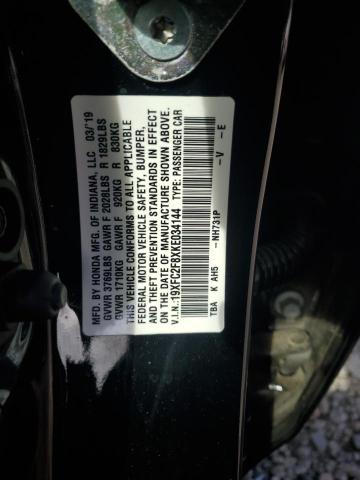 MFD. BY HONDA MFG. OF INDIANA, LLC 03/'19
GVWR 3769LBS GAWR F 2028LBS R 1829LBS
GVWR 1710KG GAWR F 920KG R 830KG
THIS VEHICLE CONFORMS TO ALL APPLICABLE
FEDERAL MOTOR VEHICLE SAFETY, BUMPER,
AND THEFT PREVENTION STANDARDS IN EFFECT
ON THE DATE OF MANUFACTURE SHOWN ABOVE.
V.I.N.:19XFC2F8XKE034144 TYPE: PASSENGER CAR
TBA K AH5 -NH731P -V -E